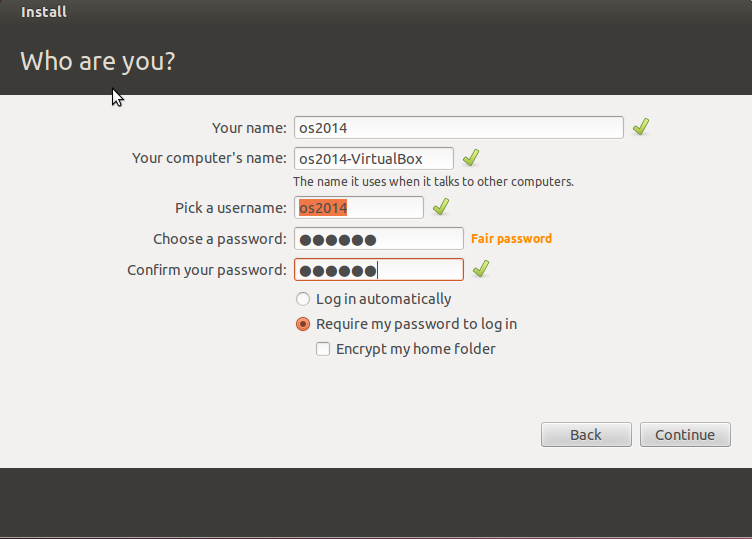 Install
Who are you?
Your name: os2014
Your computer's name: os2014-VirtualBox
The name it uses when it talks to other computers.
Pick a username: os2014
Choose a password: ●●●●●● Fair password
Confirm your password: ●●●●●●
Log in automatically
Require my password to log in
Encrypt my home folder
Back Continue